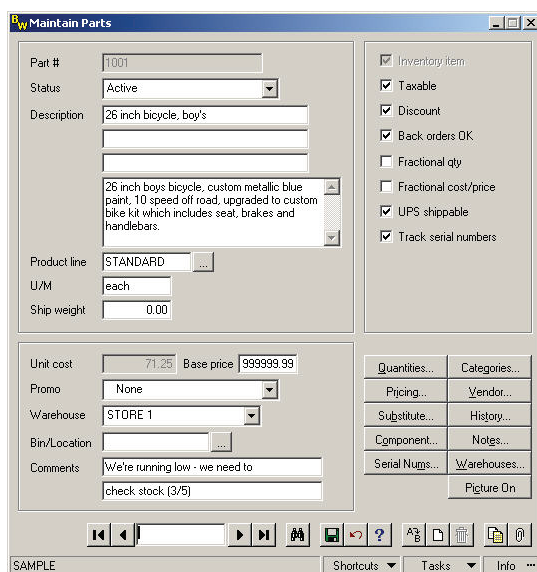 BW Maintain Parts
Part # 1001
Status Active
Description 26 inch bicycle, boy's
26 inch boys bicycle, custom metallic blue
paint, 10 speed off road, upgraded to custom
bike kit which includes seat, brakes and
handlebars.
Product line STANDARD ...
U/M each
Ship weight 0.00
Inventory item
Taxable
Discount
Back orders OK
Fractional qty
Fractional cost/price
UPS shippable
Track serial numbers
Unit cost 71.25 Base price 999999.99
Promo None
Warehouse STORE 1
Bin/Location ...
Comments We're running low - we need to
check stock (3/5)
Quantities... Categories...
Pricing... Vendor...
Substitute... History...
Component... Notes...
Serial Nums... Warehouses...
Picture On
? A B
SAMPLE Shortcuts Tasks Info ...